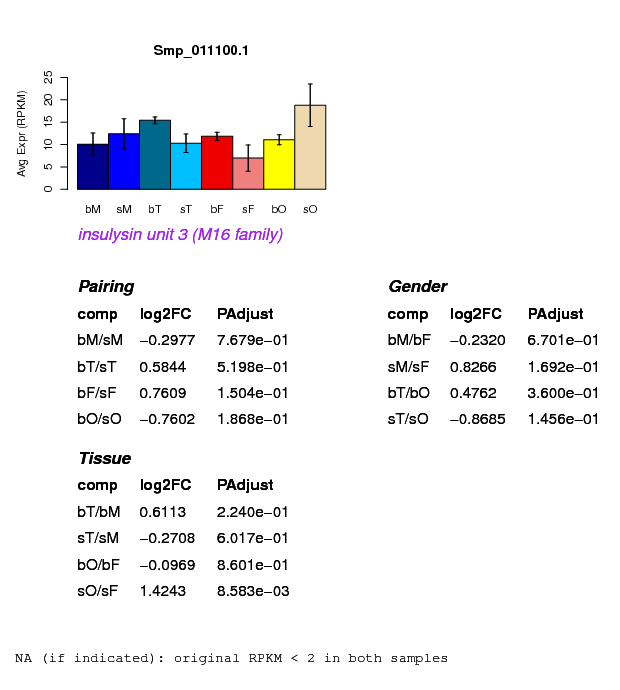 Smp_011100.1
Avg Expr (RPKM)
0 5 10 15 20 25
bM sM bT sT bF sF bO sO
insulysin unit 3 (M16 family)
Pairing
comp log2FC PAdjust
bM/sM −0.2977 7.679e−01
bT/sT 0.5844 5.198e−01
bF/sF 0.7609 1.504e−01
bO/sO −0.7602 1.868e−01
Gender
comp log2FC PAdjust
bM/bF −0.2320 6.701e−01
sM/sF 0.8266 1.692e−01
bT/bO 0.4762 3.600e−01
sT/sO −0.8685 1.456e−01
Tissue
comp log2FC PAdjust
bT/bM 0.6113 2.240e−01
sT/sM −0.2708 6.017e−01
bO/bF −0.0969 8.601e−01
sO/sF 1.4243 8.583e−03
NA (if indicated): original RPKM < 2 in both samples